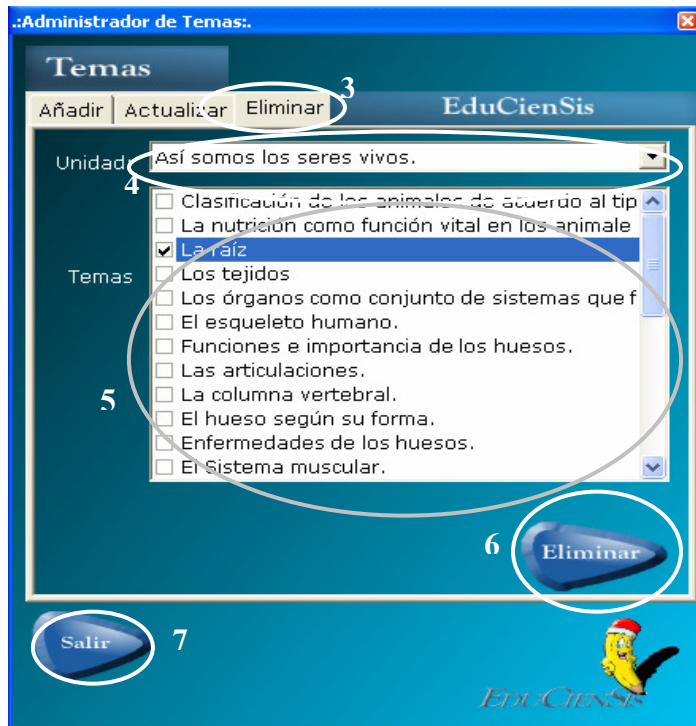 .:Administrador de Temas:.
Temas
3
Añadir Actualizar Eliminar EduCienSis
Unidad: Así somos los seres vivos.
4
Clasificación de los animales de acuerdo al tip
La nutrición como función vital en los animale
La raíz
Temas Los tejidos
Los órganos como conjunto de sistemas que f
El esqueleto humano.
Funciones e importancia de los huesos.
Las articulaciones.
5 La columna vertebral.
El hueso según su forma.
Enfermedades de los huesos.
El Sistema muscular.
6 Eliminar
Salir 7
EDUCIENSIS